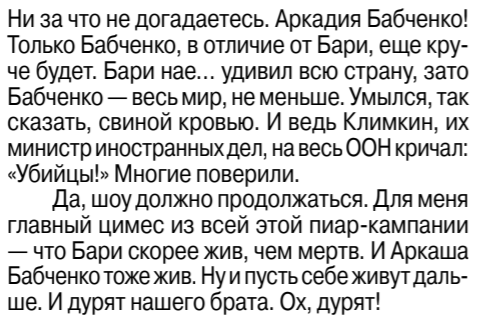 Ни за что не догадаетесь. Аркадия Бабченко!
Только Бабченко, в отличие от Бари, еще кру-
че будет. Бари нае... удивил всю страну, зато
Бабченко — весь мир, не меньше. Умылся, так
сказать, свиной кровью. И ведь Климкин, их
министр иностранных дел, на весь ООН кричал:
«Убийцы!» Многие поверили.
Да, шоу должно продолжаться. Для меня
главный цимес из всей этой пиар-кампании
— что Бари скорее жив, чем мертв. И Аркаша
Бабченко тоже жив. Ну и пусть себе живут даль-
ше. И дурят нашего брата. Ох, дурят!